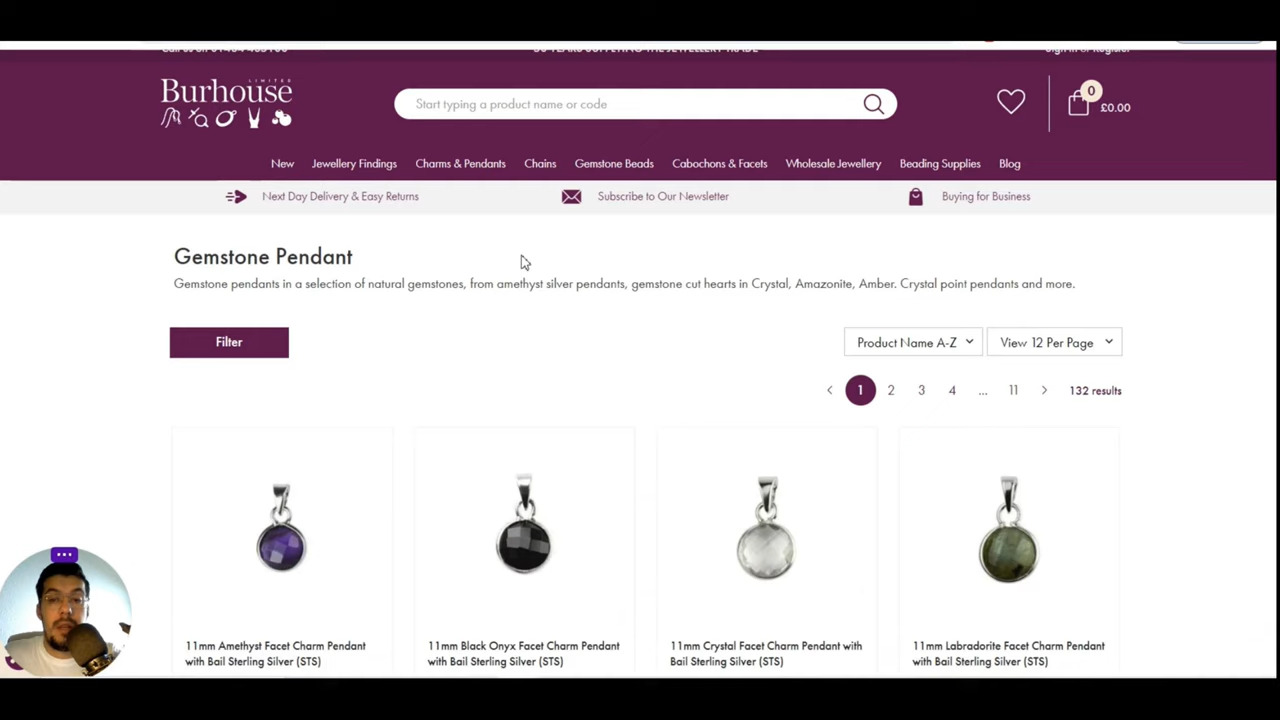 50 YEARS SUPPLYING THE JEWELLERY TRADE
Sign in or Register
LIMITED
Burhouse
Start typing a product name or code
0
£0.00
New Jewellery Findings Charms & Pendants Chains Gemstone Beads Cabochons & Facets Wholesale Jewellery Beading Supplies Blog
Next Day Delivery & Easy Returns Subscribe to Our Newsletter Buying for Business
Gemstone Pendant
Gemstone pendants in a selection of natural gemstones, from amethyst silver pendants, gemstone cut hearts in Crystal, Amazonite, Amber. Crystal point pendants and more.
Filter
Product Name A-Z View 12 Per Page
1 2 3 4 ... 11 132 results
11mm Amethyst Facet Charm Pendant
with Bail Sterling Silver (STS)
11mm Black Onyx Facet Charm Pendant
with Bail Sterling Silver (STS)
11mm Crystal Facet Charm Pendant with
Bail Sterling Silver (STS)
11mm Labradorite Facet Charm Pendant
with Bail Sterling Silver (STS)